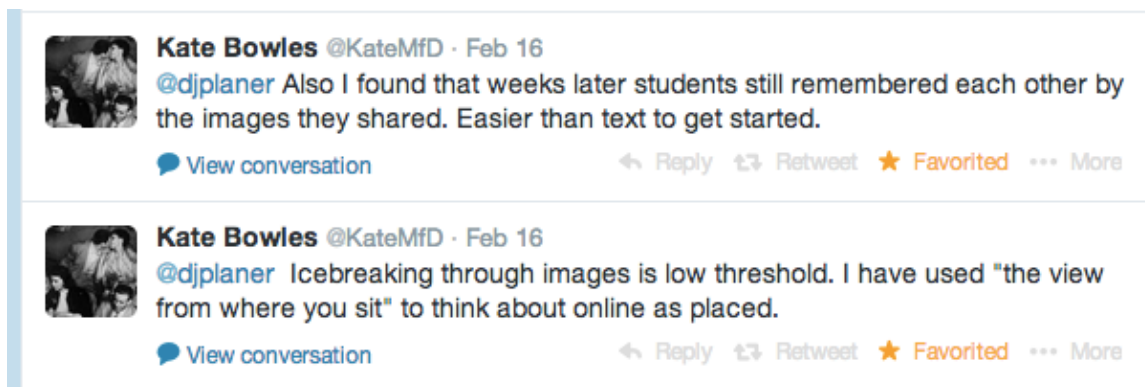 Kate Bowles @KateMfD · Feb 16
@djplaner Also I found that weeks later students still remembered each other by
the images they shared. Easier than text to get started.
View conversation Reply Retweet Favorited More
Kate Bowles @KateMfD · Feb 16
@djplaner Icebreaking through images is low threshold. I have used "the view
from where you sit" to think about online as placed.
View conversation Reply Retweet Favorited More